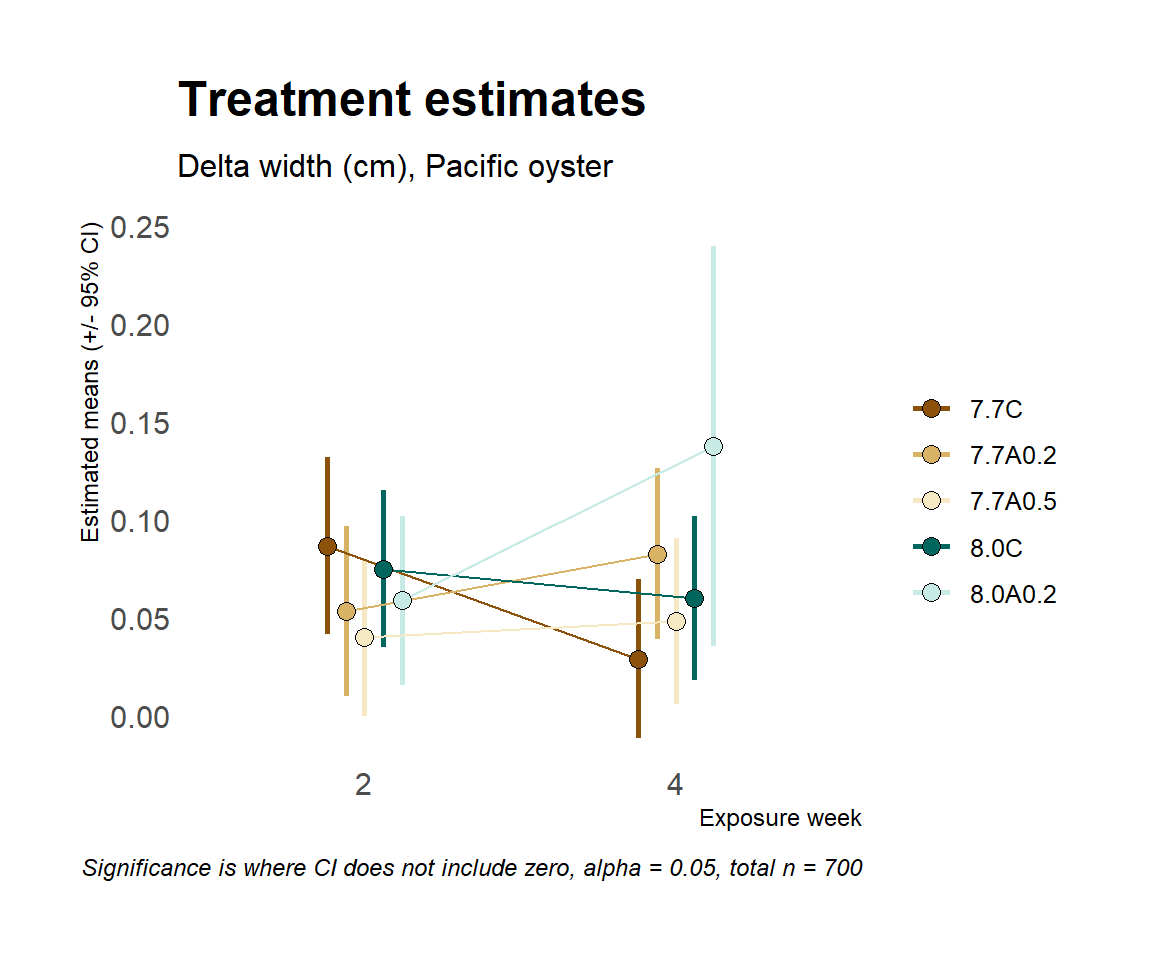 Treatment estimates
Delta width (cm), Pacific oyster
Estimated means (+/- 95% CI)
0.25
0.20
0.15
0.10
0.05
0.00
2
4
Exposure week
7.7C
7.7A0.2
7.7A0.5
8.0C
8.0A0.2
Significance is where CI does not include zero, alpha = 0.05, total n = 700